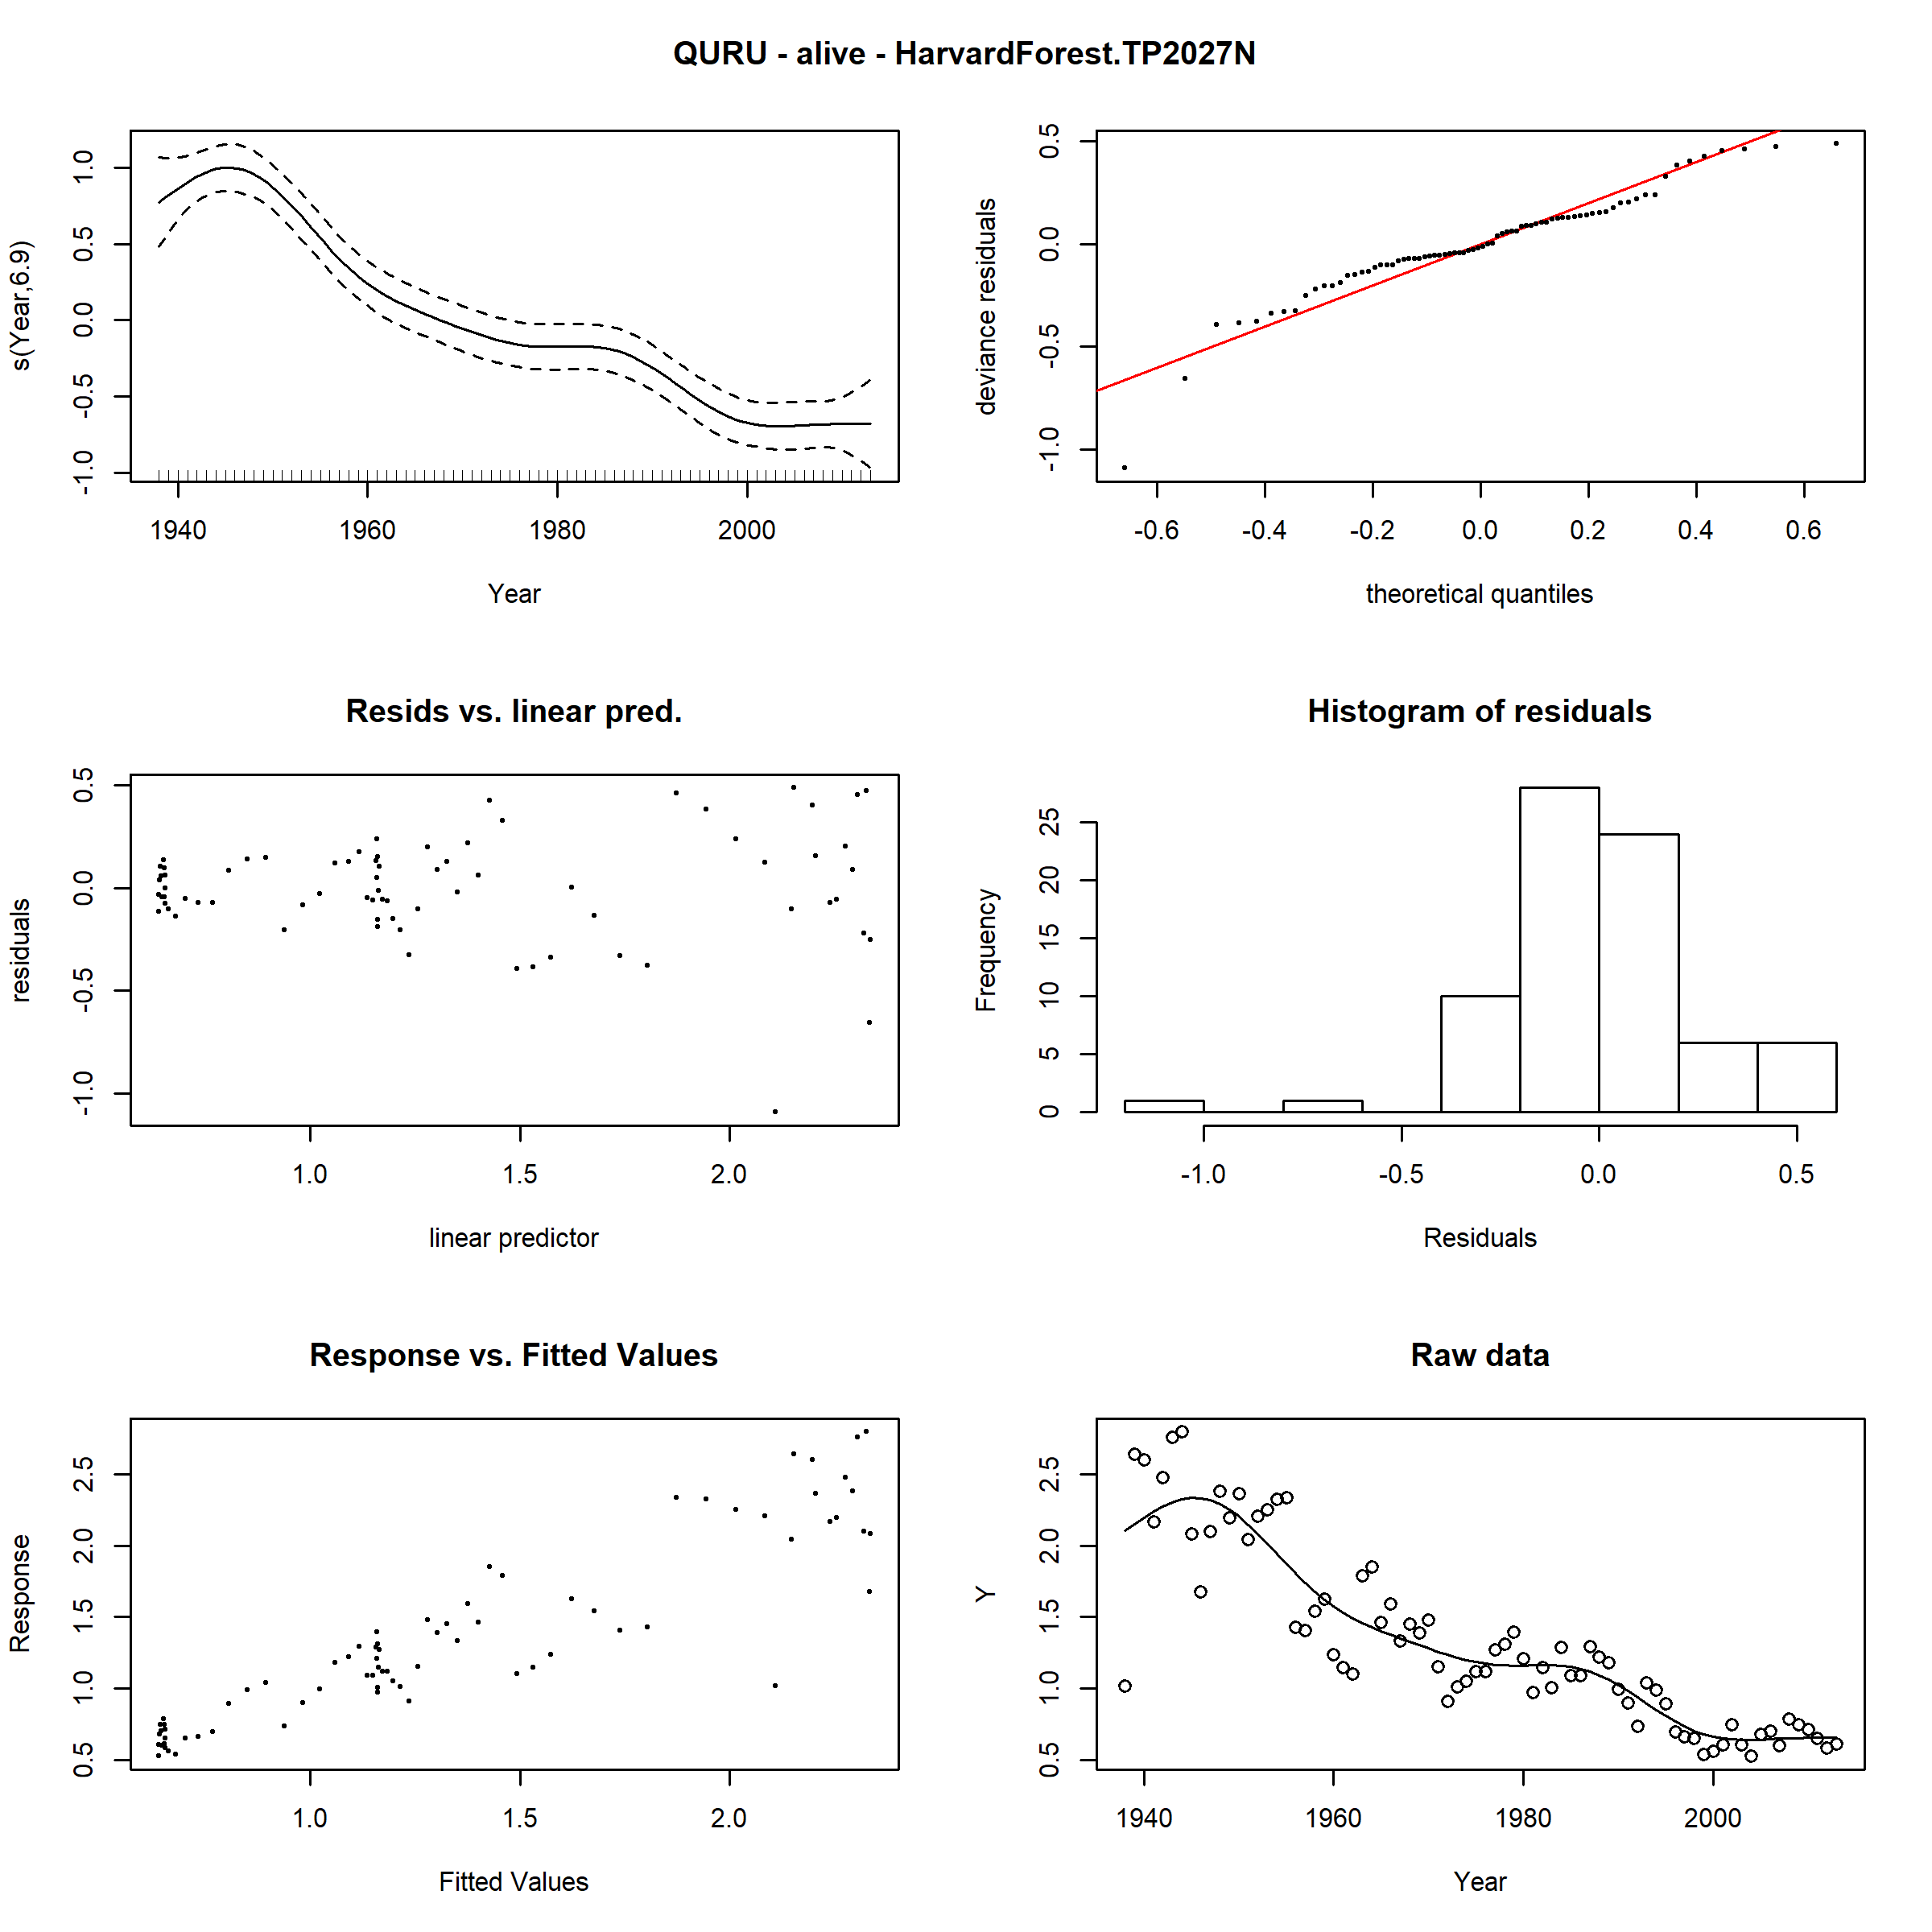 QURU - alive - HarvardForest.TP2027N
s(Year,6.9)
1.0
0.5
0.0
-0.5
-1.0
1940 1960 1980 2000
Year
deviance residuals
0.5
0.0
-0.5
-1.0
-0.6 -0.4 -0.2 0.0 0.2 0.4 0.6
theoretical quantiles
Resids vs. linear pred.
residuals
0.5
0.0
-0.5
-1.0
1.0 1.5 2.0
linear predictor
Histogram of residuals
Frequency
25
20
15
10
5
0
-1.0 -0.5 0.0 0.5
Residuals
Response vs. Fitted Values
Response
2.5
2.0
1.5
1.0
0.5
1.0 1.5 2.0
Fitted Values
Raw data
Y
2.5
2.0
1.5
1.0
0.5
1940 1960 1980 2000
Year